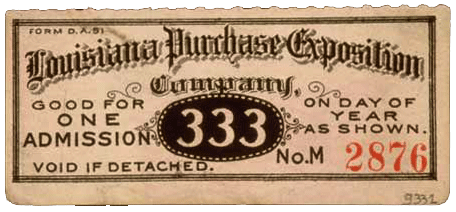 FORM D.A.51
Louisiana Purchase Exposition
Company,
GOOD FOR
ONE
ADMISSION
333
ON DAY OF
YEAR
AS SHOWN.
VOID IF DETACHED.
No.M 2876
9331